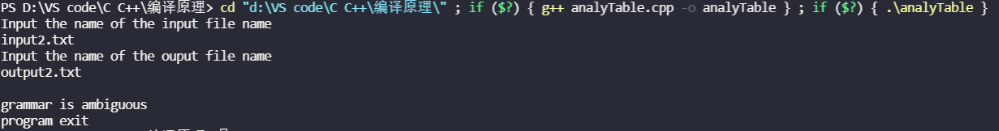 PS D:\VS code\C C++\编译原理> cd "d:\VS code\C C++\编译原理\" ; if ($?) { g++ analyTable.cpp -o analyTable } ; if ($?) { .\analyTable }
Input the name of the input file name
input2.txt
Input the name of the ouput file name
output2.txt
grammar is ambiguous
program exit